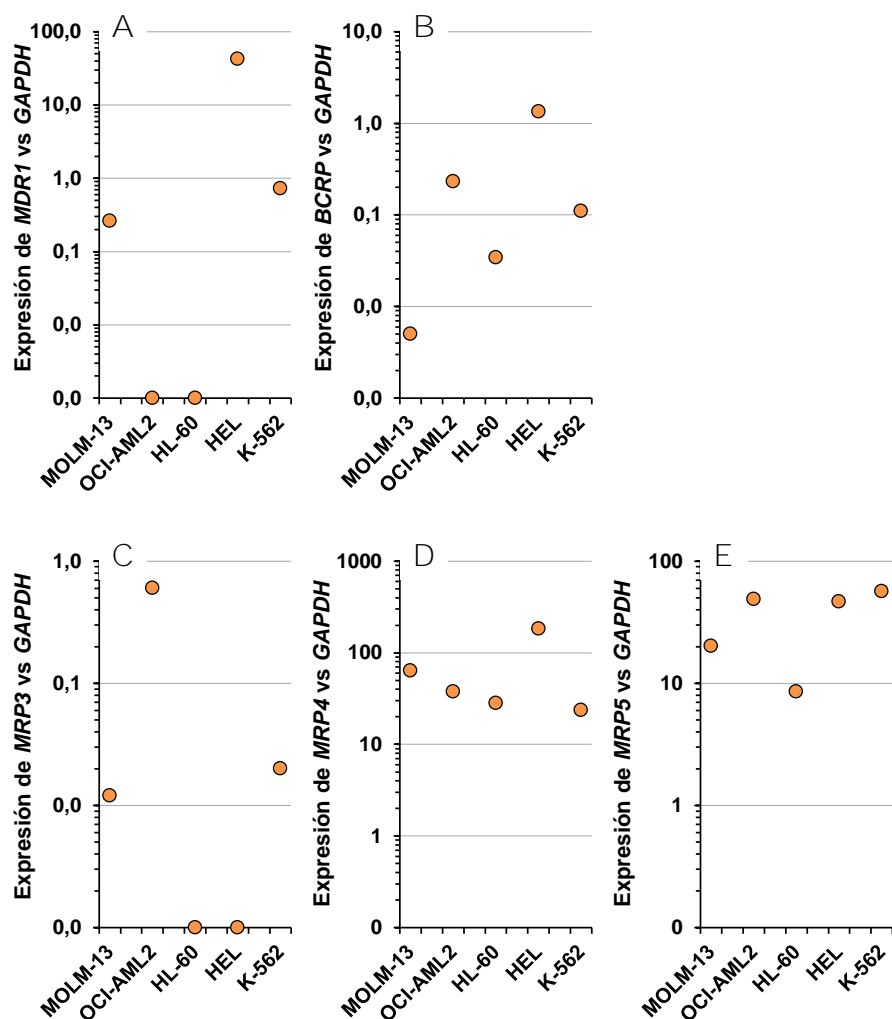 A
Expresión de MDR1 vs GAPDH
100,0
10,0
1,0
0,1
0,0
0,0
MOLM-13
OCI-AML2
HL-60
HEL
K-562
B
Expresión de BCRP vs GAPDH
10,0
1,0
0,1
0,0
0,0
MOLM-13
OCI-AML2
HL-60
HEL
K-562
C
Expresión de MRP3 vs GAPDH
1,0
0,1
0,0
0,0
MOLM-13
OCI-AML2
HL-60
HEL
K-562
D
Expresión de MRP4 vs GAPDH
1000
100
10
1
0
MOLM-13
OCI-AML2
HL-60
HEL
K-562
E
Expresión de MRP5 vs GAPDH
100
10
1
0
MOLM-13
OCI-AML2
HL-60
HEL
K-562